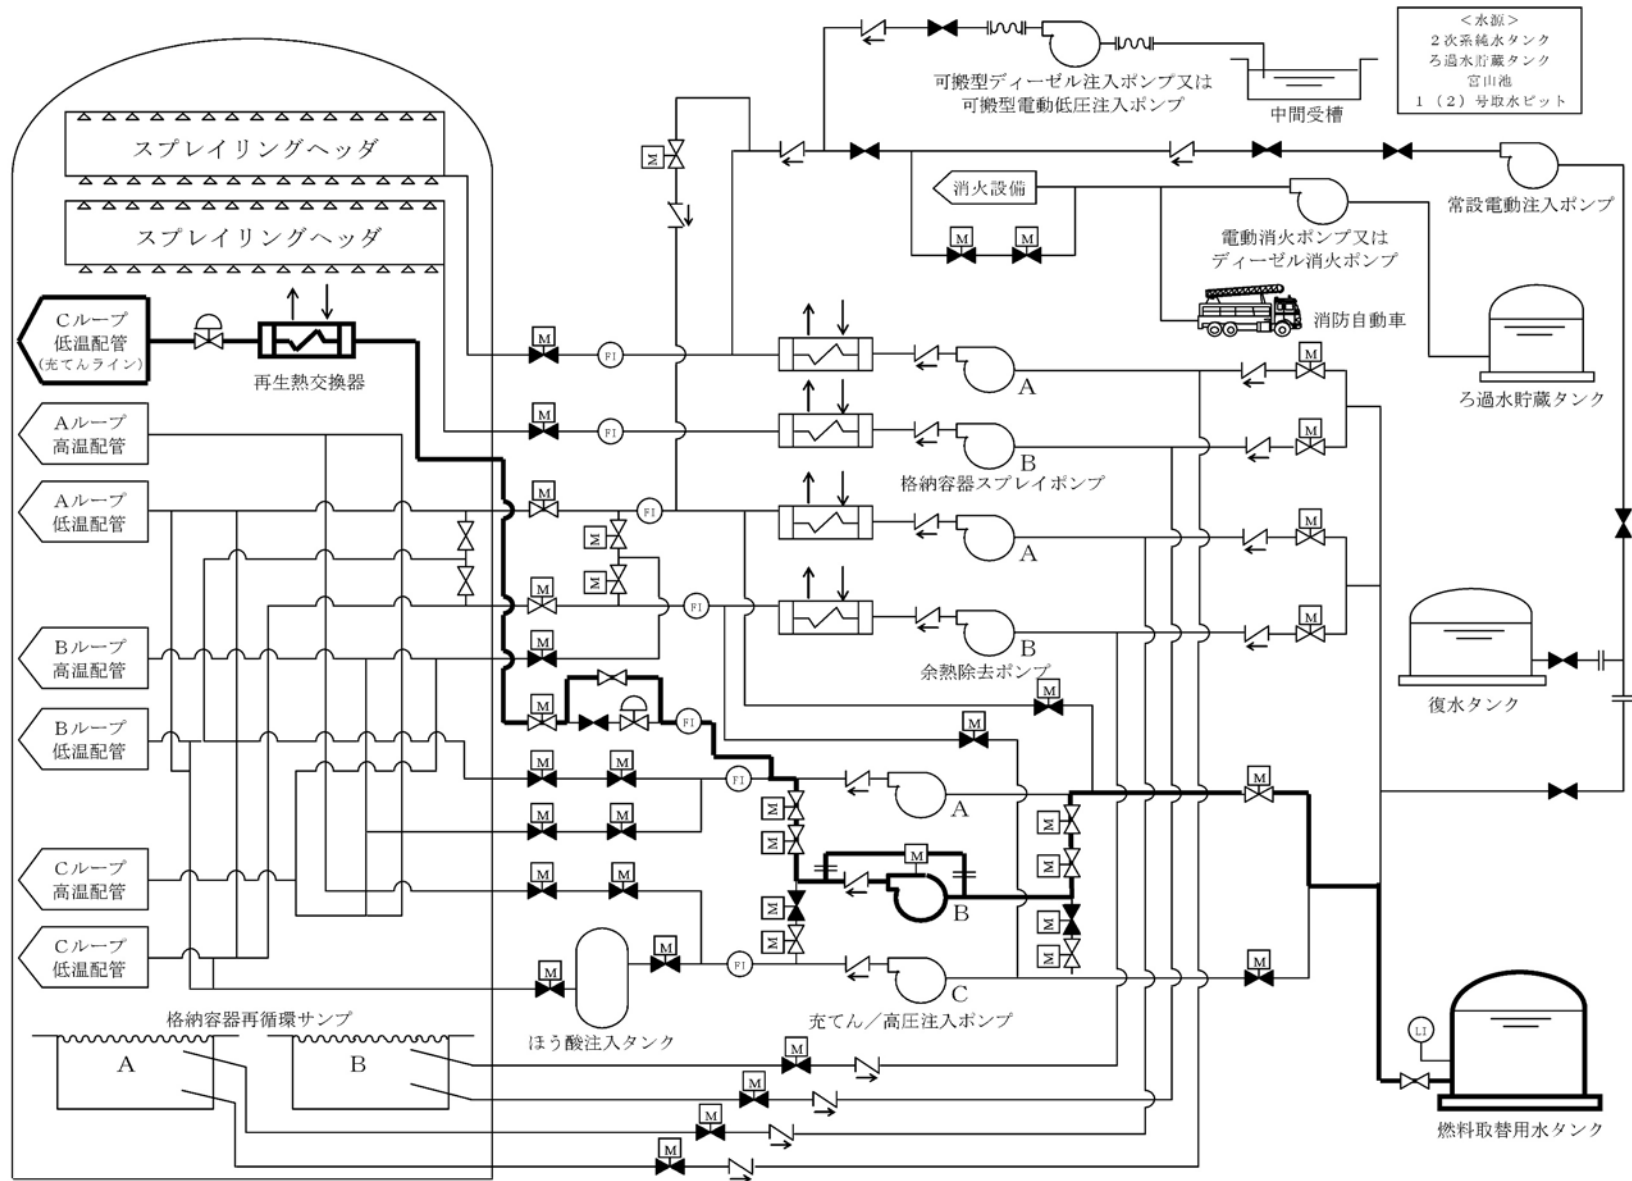 <水源>
2次系純水タンク
ろ過水貯蔵タンク
宮山池
1(2)号取水ピット
可搬型ディーゼル注入ポンプ又は
可搬型電動低圧注入ポンプ
中間受槽
スプレイリングヘッダ
M
消火設備
常設電動注入ポンプ
スプレイリングヘッダ
M
M
電動消火ポンプ又は
ディーゼル消火ポンプ
消防自動車
Cループ
低温配管
(充てんライン)
再生熱交換器
M
FI
A
M
ろ過水貯蔵タンク
Aループ
高温配管
M
FI
B
M
格納容器スプレイポンプ
Aループ
低温配管
M
FI
M
A
M
M
M
FI
B
M
余熱除去ポンプ
Bループ
高温配管
M
復水タンク
M
Bループ
低温配管
M
FI
M
M
M
FI
A
M
M
M
M
M
M
M
M
B
Cループ
高温配管
M
M
M
M
Cループ
低温配管
M
M
FI
M
M
C
M
充てん/高圧注入ポンプ
ほう酸注入タンク
格納容器再循環サンプ
A
B
M
M
M
M
LI
燃料取替用水タンク